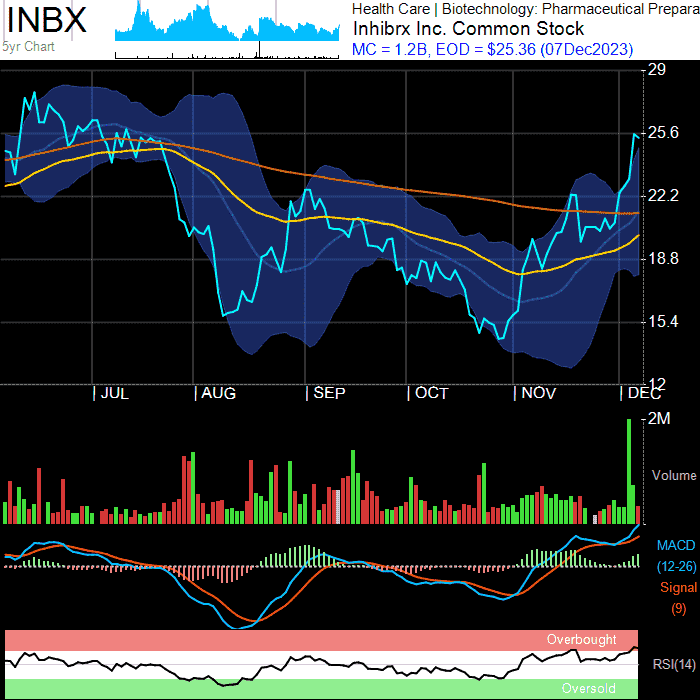 INBX
5yr Chart
Health Care | Biotechnology: Pharmaceutical Prepara
Inhibrx Inc. Common Stock
MC = 1.2B, EOD = $25.36 (07Dec2023)
29
25.6
22.2
18.8
15.4
12
JUL
AUG
SEP
OCT
NOV
DEC
2M
Volume
MACD
(12-26)
Signal
(9)
Overbought
RSI(14)
Oversold